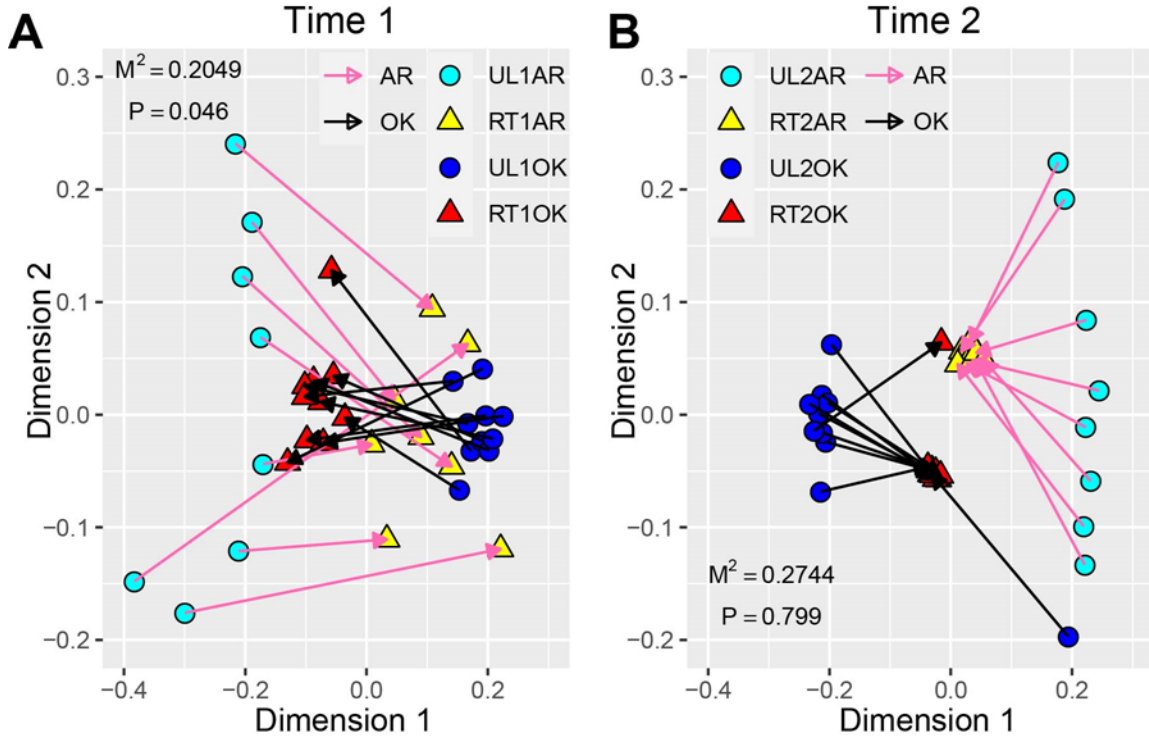 A
Time 1
M² = 0.2049
P = 0.046
AR
OK
UL1AR
RT1AR
UL1OK
RT1OK
0.3
0.2
0.1
0.0
−0.1
−0.2
Dimension 2
−0.4
−0.2
0.0
0.2
Dimension 1
B
Time 2
UL2AR
RT2AR
UL2OK
RT2OK
AR
OK
M² = 0.2744
P = 0.799
0.3
0.2
0.1
0.0
−0.1
−0.2
Dimension 2
−0.4
−0.2
0.0
0.2
Dimension 1